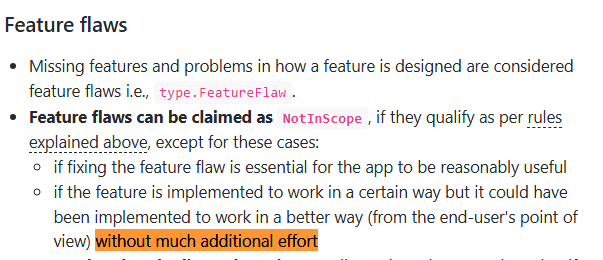 Feature flaws
• Missing features and problems in how a feature is designed are considered
feature flaws i.e., type.FeatureFlaw .
• Feature flaws can be claimed as NotInScope , if they qualify as per rules
explained above, except for these cases:
○ if fixing the feature flaw is essential for the app to be reasonably useful
○ if the feature is implemented to work in a certain way but it could have
been implemented to work in a better way (from the end-user's point of
view) without much additional effort